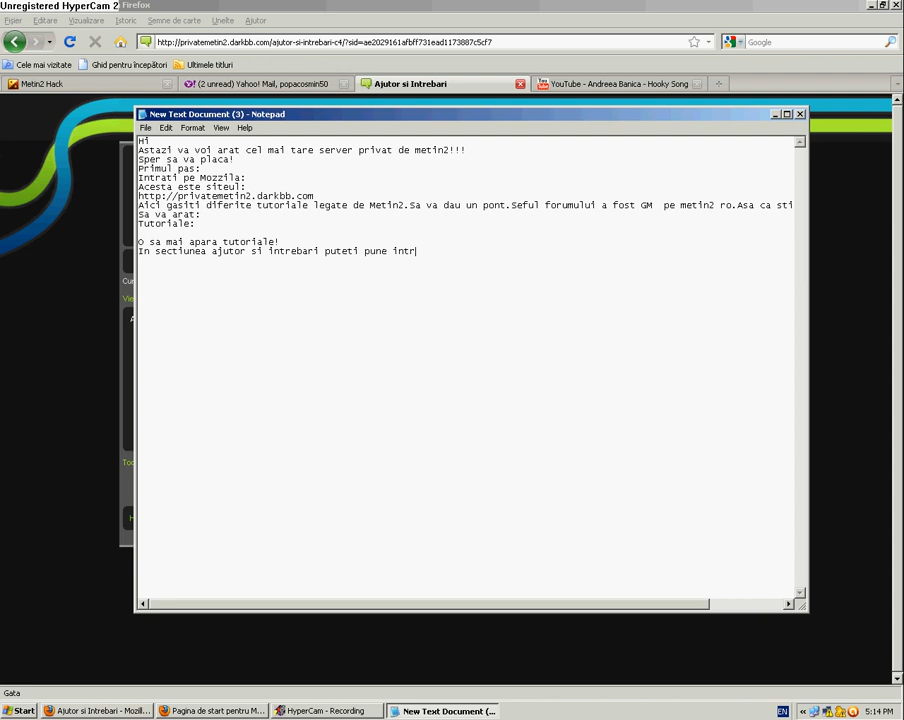 Unregistered HyperCam 2
Firefox
Fișier Editare Vizualizare Istoric Semne de carte Unelte Ajutor
http://privatemetin2.darkbb.com/ajutor-si-intrebari-c4/?sid=ae2029161afbff731ead1173887c5cf7
Google
Cele mai vizitate Ghid pentru începători Ultimele titluri
Metin2 Hack
(2 unread) Yahoo! Mail, popacosmin50
Ajutor si Intrebari
YouTube - Andreea Banica - Hooky Song
New Text Document (3) - Notepad
File Edit Format View Help
Hi
Astazi va voi arat cel mai tare server privat de metin2!!!
Sper sa va placa!
Primul pas:
Intrati pe Mozzila:
Acesta este siteul:
http://privatemetin2.darkbb.com
Aici gasiti diferite tutoriale legate de Metin2.Sa va dau un pont.Seful forumului a fost GM pe metin2 ro.Asa ca sti
Sa va arat:
Tutoriale:
O sa mai apara tutoriale!
In sectiunea ajutor si intrebari puteti pune intr
Gata
Start
Ajutor si Intrebari - Mozill...
Pagina de start pentru M...
HyperCam - Recording
New Text Document (...
EN
5:14 PM